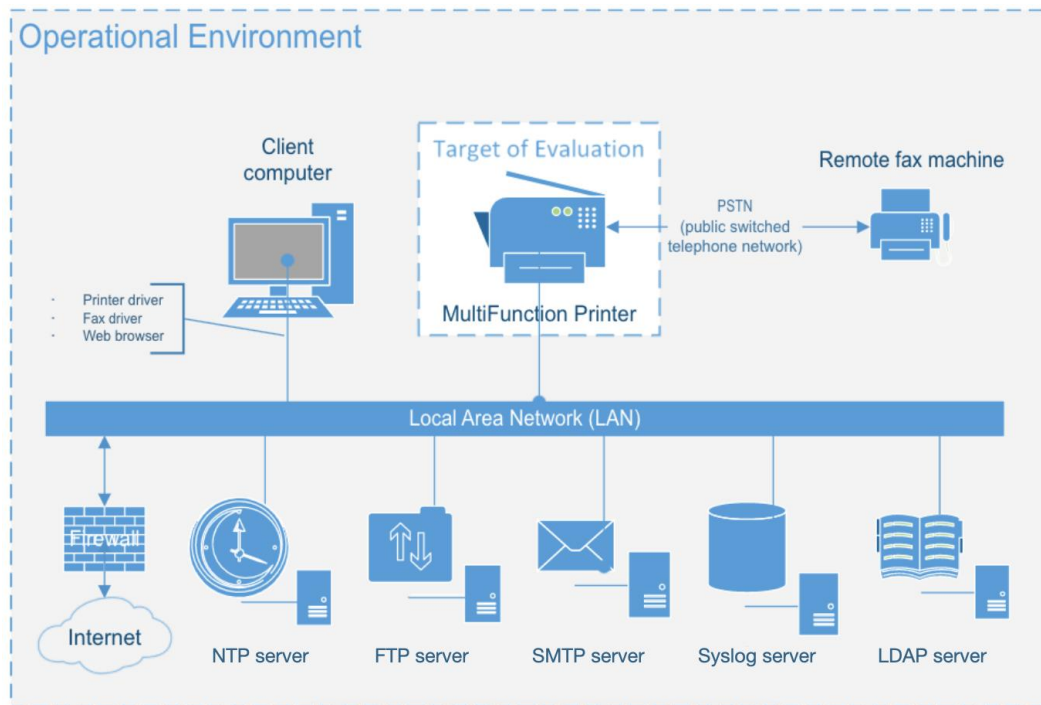 Operational Environment
Client
computer
Target of Evaluation
Remote fax machine
PSTN
(public switched
telephone network)
· Printer driver
· Fax driver
· Web browser
MultiFunction Printer
Local Area Network (LAN)
Firewall
Internet
NTP server
FTP server
SMTP server
Syslog server
LDAP server